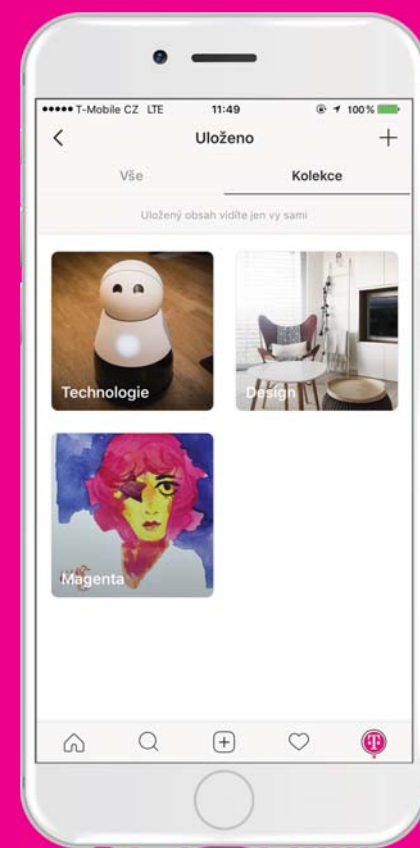 T-Mobile CZ LTE 11:49 100%
Uloženo
Vše Kolekce
Uložený obsah vidíte jen vy sami
Technologie Design
Magenta
T